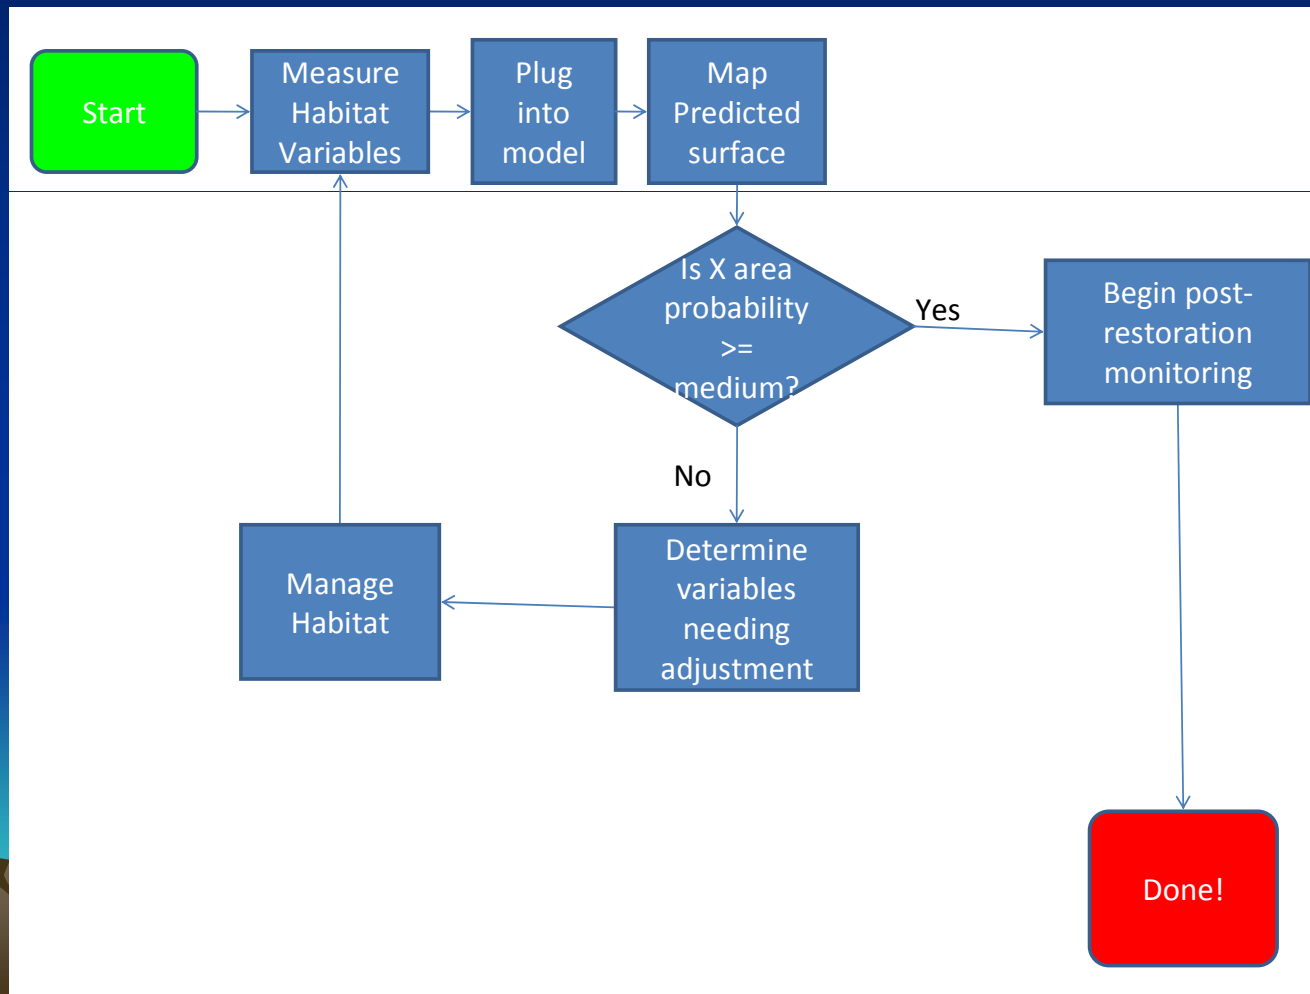 Start
Measure
Habitat
Variables
Plug
into
model
Map
Predicted
surface
Is X area
probability
>=
medium?
Yes
Begin post-
restoration
monitoring
No
Determine
variables
needing
adjustment
Manage
Habitat
Done!